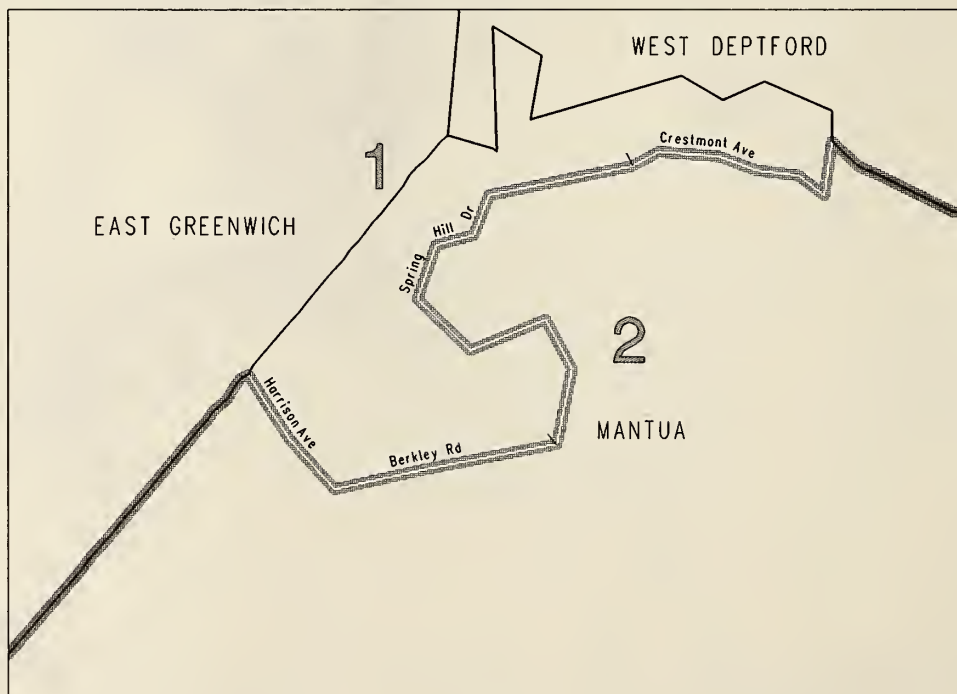 WEST DEPTFORD
Crestmont Ave
1
EAST GREENWICH
Spring Hill Dr
2
Harrison Ave
MANTUA
Berkley Rd